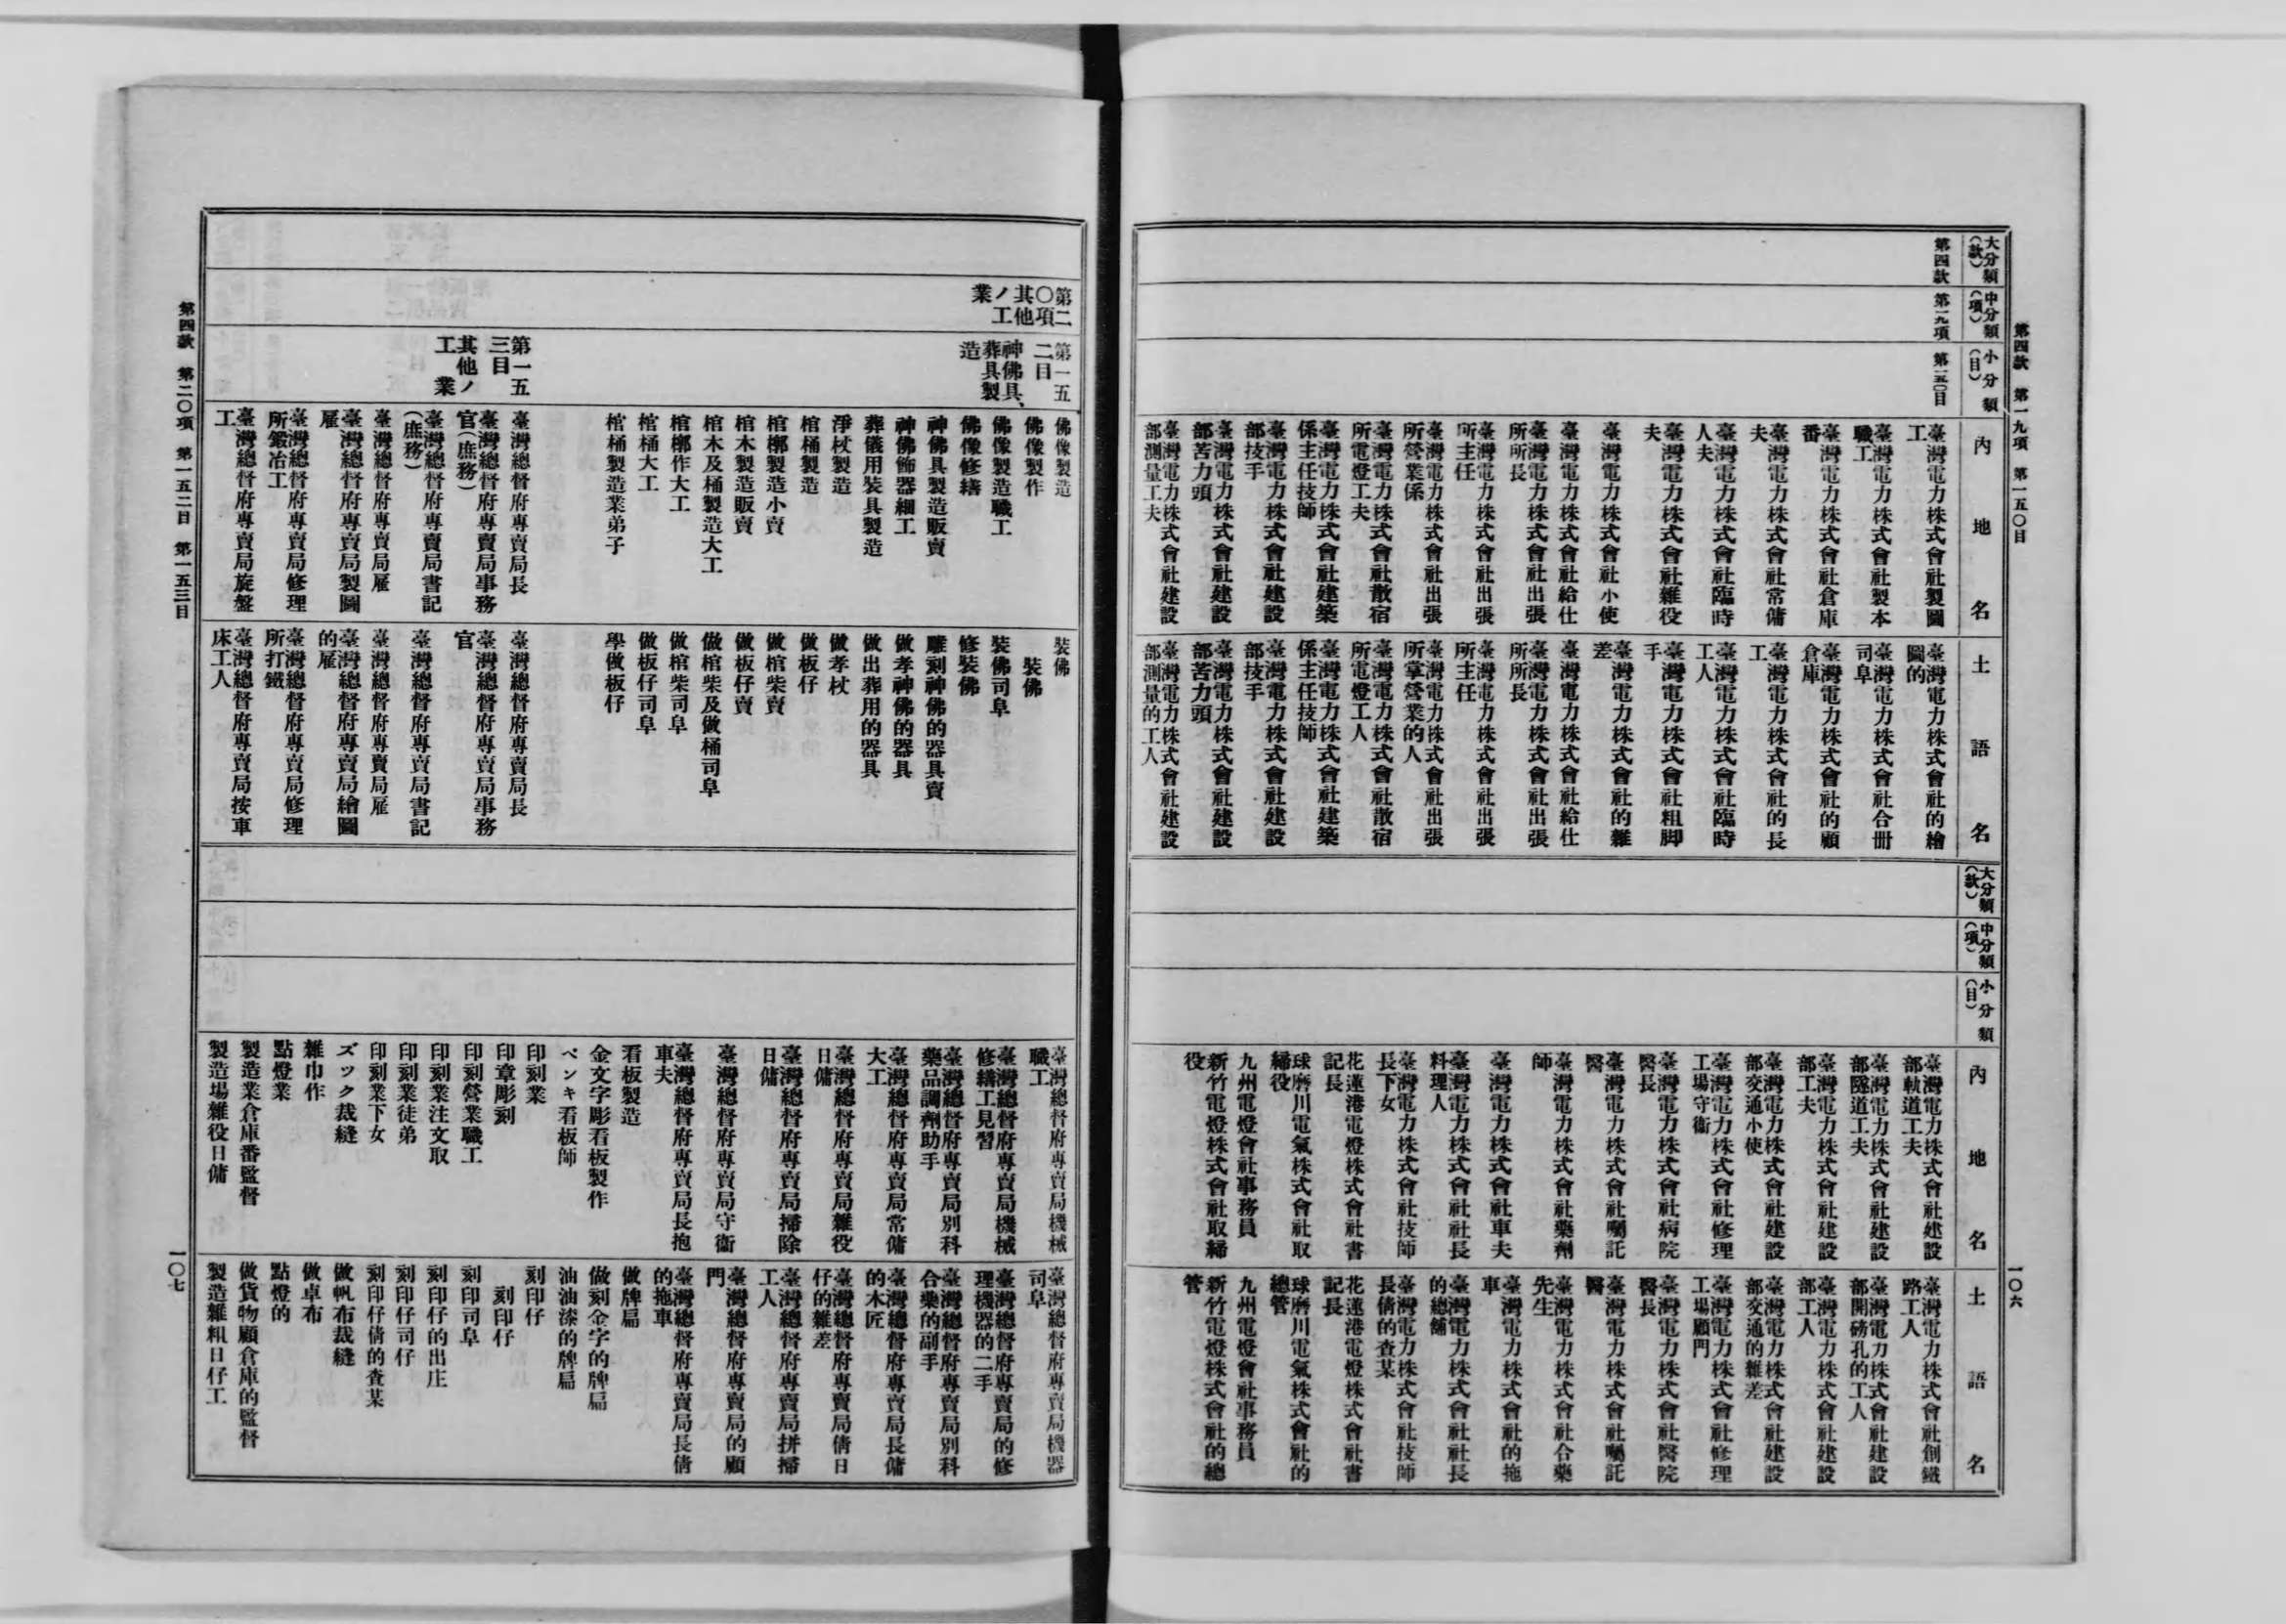 第四款 第一九項 第一五〇目
一〇六
大分類
(款)
中分類
(項)
小分類
(目)
內地名
土語名
第四款
第一九項
第一五〇目
臺灣電力株式會社製圖
工
臺灣電力株式會社製本
職工
臺灣電力株式會社倉庫
番
臺灣電力株式會社常傭
夫
臺灣電力株式會社臨時
人夫
臺灣電力株式會社雜役
夫
臺灣電力株式會社小使
臺灣電力株式會社給仕
臺灣電力株式會社出張
所所長
臺灣電力株式會社出張
所主任
臺灣電力株式會社出張
所營業係
臺灣電力株式會社散宿
所電燈工夫
臺灣電力株式會社建築
係主任技師
臺灣電力株式會社建設
部技手
臺灣電力株式會社建設
部苦力頭
臺灣電力株式會社建設
部測量工夫
臺灣電力株式會社的繪
圖的
臺灣電力株式會社合冊
司阜
臺灣電力株式會社的顧
倉庫
臺灣電力株式會社的長
工
臺灣電力株式會社臨時
工人
臺灣電力株式會社粗脚
手
臺灣電力株式會社的雜
差
臺灣電力株式會社給仕
臺灣電力株式會社出張
所所長
臺灣電力株式會社出張
所主任
臺灣電力株式會社出張
所掌營業的人
臺灣電力株式會社散宿
所電燈工人
臺灣電力株式會社建築
係主任技師
臺灣電力株式會社建設
部技手
臺灣電力株式會社建設
部苦力頭
臺灣電力株式會社建設
部測量的工人
大分類
(款)
中分類
(項)
小分類
(目)
內地名
土語名
臺灣電力株式會社建設
部軌道工夫
臺灣電力株式會社建設
部隧道工夫
臺灣電力株式會社建設
部工夫
臺灣電力株式會社建設
部交通小使
臺灣電力株式會社修理
工場守衞
臺灣電力株式會社病院
醫長
臺灣電力株式會社囑託
醫
臺灣電力株式會社藥劑
師
臺灣電力株式會社車夫
臺灣電力株式會社社長
料理人
臺灣電力株式會社技師
長下女
花蓮港電燈株式會社書
記長
球磨川電氣株式會社取
締役
九州電燈會社事務員
新竹電燈株式會社取締
役
臺灣電力株式會社創鐵
路工人
臺灣電力株式會社建設
部開磅孔的工人
臺灣電力株式會社建設
部工人
臺灣電力株式會社建設
部交通的雜差
臺灣電力株式會社修理
工場顧門
臺灣電力株式會社醫院
醫長
臺灣電力株式會社囑託
醫
臺灣電力株式會社合藥
先生
臺灣電力株式會社的拖
車
臺灣電力株式會社社長
的總舖
臺灣電力株式會社技師
長倩的查某
花蓮港電燈株式會社書
記長
球磨川電氣株式會社的
總管
九州電燈會社事務員
新竹電燈株式會社的總
管
第二
〇項
其他
ノ工
業
第一五
二目
神佛具、
葬具製
造
第一五
三目
其他ノ
工業
佛像製造
佛像製作
佛像製造職工
佛像修繕
神佛具製造販賣
神佛飾器細工
葬儀用裝具製造
淨杖製造
棺桶製造
棺槨製造小賣
棺木製造販賣
棺木及桶製造大工
棺槨作大工
棺桶大工
棺桶製造業弟子
臺灣總督府專賣局長
臺灣總督府專賣局事務
官(庶務)
臺灣總督府專賣局書記
(庶務)
臺灣總督府專賣局雇
臺灣總督府專賣局製圖
雇
臺灣總督府專賣局修理
所鍛冶工
臺灣總督府專賣局旋盤
工
裝佛
裝佛
裝佛司阜
修裝佛
雕刻神佛的器具賣
做孝神佛的器具
做出葬用的器具
做孝杖
做板仔
做棺柴賣
做板仔賣
做棺柴及做桶司阜
做棺柴司阜
做板仔司阜
學做板仔
臺灣總督府專賣局長
臺灣總督府專賣局事務
官
臺灣總督府專賣局書記
臺灣總督府專賣局雇
臺灣總督府專賣局繪圖
的雇
臺灣總督府專賣局修理
所打鐵
臺灣總督府專賣局按車
床工人
臺灣總督府專賣局機械
職工
臺灣總督府專賣局機械
修繕工見習
臺灣總督府專賣局別科
藥品調劑助手
臺灣總督府專賣局常傭
大工
臺灣總督府專賣局雜役
日傭
臺灣總督府專賣局掃除
日傭
臺灣總督府專賣局守衞
臺灣總督府專賣局長抱
車夫
看板製造
金文字彫看板製作
ペンキ看板師
印刻業
印章彫刻
印刻營業職工
印刻業注文取
印刻業徒弟
印刻業下女
ズック裁縫
雜巾作
點燈業
製造業倉庫番監督
製造場雜役日傭
臺灣總督府專賣局機器
司阜
臺灣總督府專賣局的修
理機器的二手
臺灣總督府專賣局別科
合藥的副手
臺灣總督府專賣局長傭
的木匠
臺灣總督府專賣局倩日
仔的雜差
臺灣總督府專賣局拼掃
工人
臺灣總督府專賣局的顧
門
臺灣總督府專賣局長倩
的拖車
做牌扁
做刻金字的牌扁
油油漆的牌扁
刻印仔
刻印仔
刻印司阜
刻印仔的出庄
刻印仔司仔
刻印仔倩的查某
做帆布裁縫
做卓布
點燈的
做貨物顧倉庫的監督
製造雜粗日仔工
第四款 第二〇項 第一五二目 第一五三目
一〇七